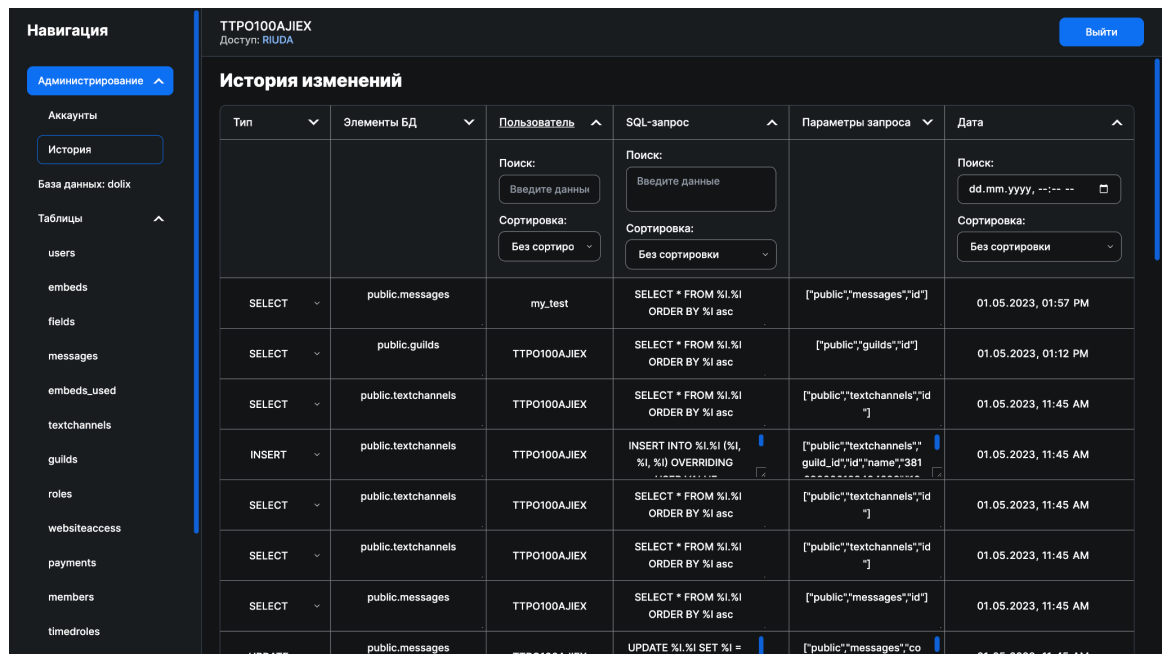 Навигация
Администрирование
Аккаунты
История
База данных: dolix
Таблицы
users
embeds
fields
messages
embeds_used
textchannels
guilds
roles
websiteaccess
payments
members
timedroles
TTPO100AJIEX
Доступ: RIUDA
Выйти
История изменений
Тип Элементы БД Пользователь SQL-запрос Параметры запроса Дата
Поиск:
Введите данны
Сортировка:
Без сортиро
Поиск:
Введите данные
Сортировка:
Без сортировки
Поиск:
dd.mm.yyyy, --:-- --
Сортировка:
Без сортировки
SELECT public.messages my_test SELECT * FROM %I.%I ["public","messages","id"] 01.05.2023, 01:57 PM
ORDER BY %I asc
SELECT public.guilds TTPO100AJIEX SELECT * FROM %I.%I ["public","guilds","id"] 01.05.2023, 01:12 PM
ORDER BY %I asc
SELECT public.textchannels TTPO100AJIEX SELECT * FROM %I.%I ["public","textchannels","id 01.05.2023, 11:45 AM
ORDER BY %I asc "]
INSERT public.textchannels TTPO100AJIEX INSERT INTO %I.%I (%I, ["public","textchannels"," 01.05.2023, 11:45 AM
%I, %I) OVERRIDING guild_id","id","name","381
SELECT public.textchannels TTPO100AJIEX SELECT * FROM %I.%I ["public","textchannels","id 01.05.2023, 11:45 AM
ORDER BY %I asc "]
SELECT public.textchannels TTPO100AJIEX SELECT * FROM %I.%I ["public","textchannels","id 01.05.2023, 11:45 AM
ORDER BY %I asc "]
SELECT public.messages TTPO100AJIEX SELECT * FROM %I.%I ["public","messages","id"] 01.05.2023, 11:45 AM
ORDER BY %I asc
public.messages UPDATE %I.%I SET %I = ["public","messages","co